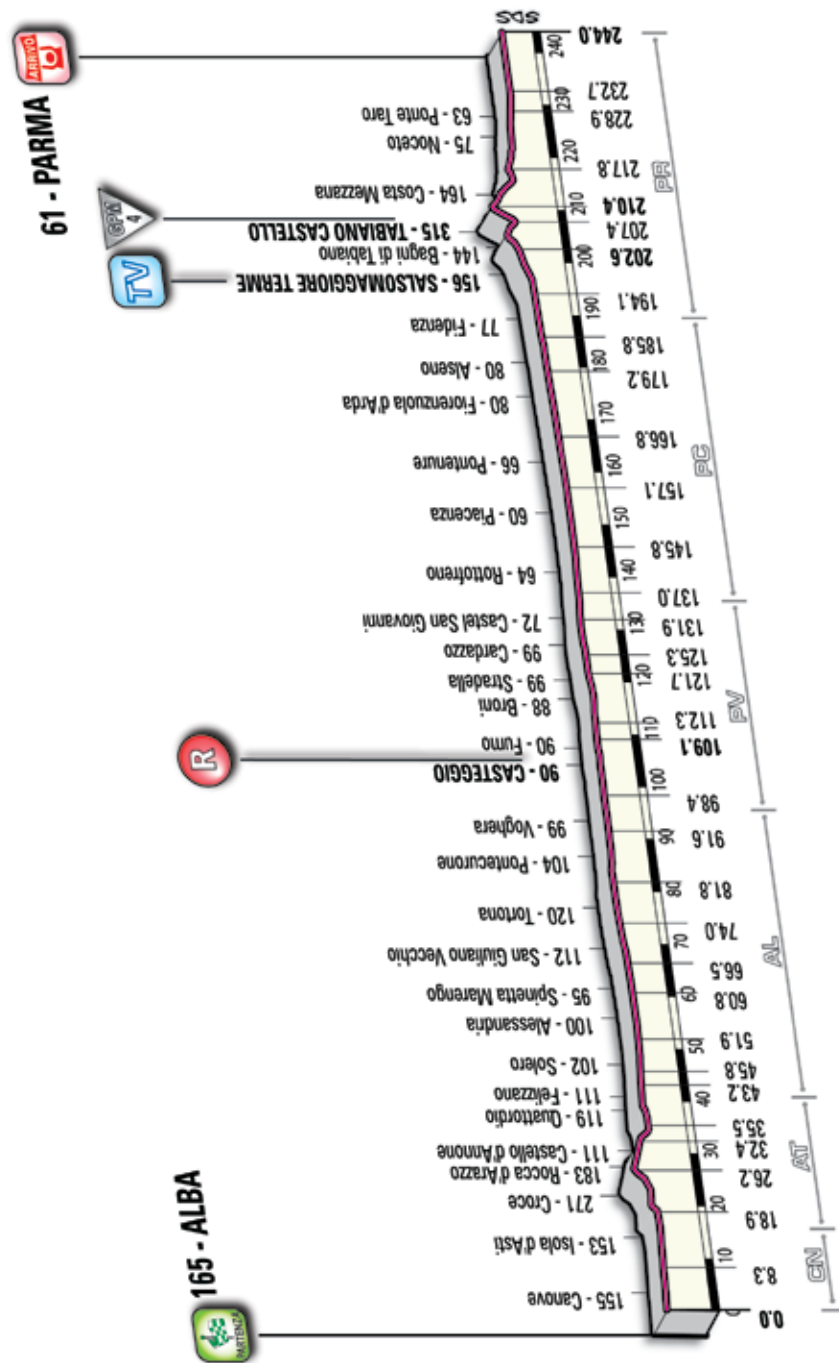 PARTENZA
165 - ALBA
155 - Canove
153 - Isola d'Asti
271 - Croce
183 - Rocca d'Arazzo
111 - Castello d'Annone
119 - Quattordio
111 - Felizzano
102 - Solero
100 - Alessandria
95 - Spinetta Marengo
112 - San Giuliano Vecchio
120 - Tortona
104 - Pontecurone
99 - Voghera
R
90 - CASTEGGIO
90 - Fumo
88 - Broni
99 - Stradella
99 - Cardazzo
72 - Castel San Giovanni
64 - Rottofreno
60 - Piacenza
66 - Pontenure
80 - Fiorenzuola d'Arda
80 - Alseno
77 - Fidenza
TV
156 - SALSOMAGGIORE TERME
144 - Bagni di Tabiano
GPM
4
315 - TABIANO CASTELLO
164 - Costa Mezzana
75 - Noceto
63 - Ponte Taro
ARRIVO
61 - PARMA
SDS
0
10
20
30
40
50
60
70
80
90
100
110
120
130
140
150
160
170
180
190
200
210
220
230
240
0.0
8.3
18.9
26.2
32.4
35.5
43.2
45.8
51.9
60.8
66.5
74.0
81.8
91.6
98.4
109.1
112.3
121.7
125.3
131.9
137.0
145.8
157.1
166.8
179.2
185.8
194.1
202.6
207.4
210.4
217.8
228.9
232.7
244.0
CN
AT
AL
PV
PC
PR